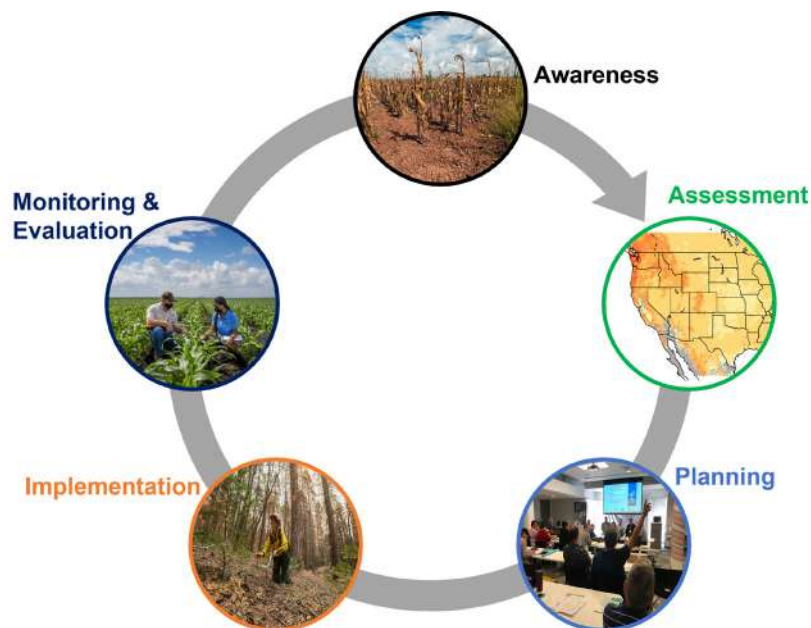 Awareness
Assessment
Planning
Implementation
Monitoring &
Evaluation